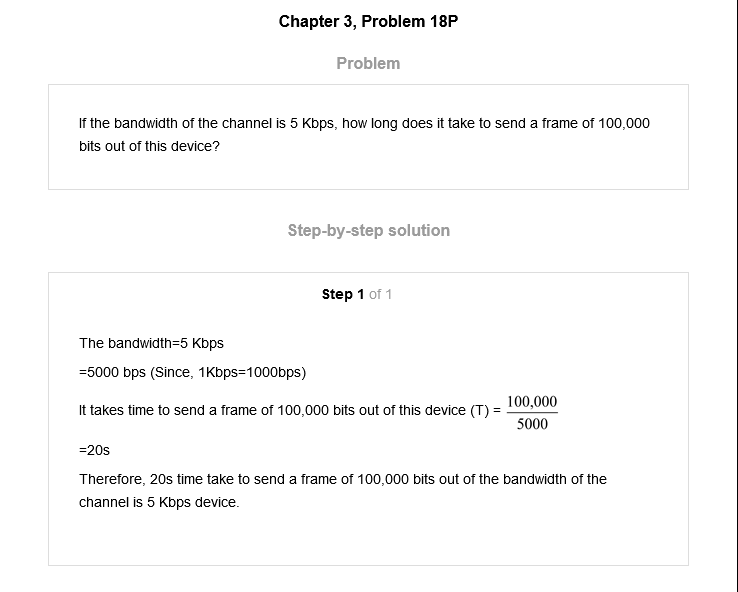 Chapter 3, Problem 18P
Problem
If the bandwidth of the channel is 5 Kbps, how long does it take to send a frame of 100,000
bits out of this device?
Step-by-step solution
Step 1 of 1
The bandwidth=5 Kbps
=5000 bps (Since, 1Kbps=1000bps)
It takes time to send a frame of 100,000 bits out of this device (T) = 100,000
5000
=20s
Therefore, 20s time take to send a frame of 100,000 bits out of the bandwidth of the
channel is 5 Kbps device.